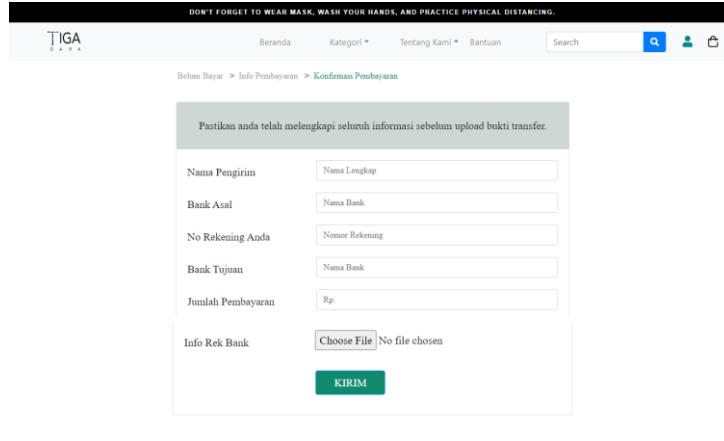 DON'T FORGET TO WEAR MASK, WASH YOUR HANDS, AND PRACTICE PHYSICAL DISTANCING.
TIGA
DARA
Beranda Kategori Tentang Kami Bantuan Search
Belum Bayar > Info Pembayaran > Konfirmasi Pembayaran
Pastikan anda telah melengkapi seluruh informasi sebelum upload bukti transfer.
Nama Pengirim Nama Lengkap
Bank Asal Nama Bank
No Rekening Anda Nomor Rekening
Bank Tujuan Nama Bank
Jumlah Pembayaran Rp.
Info Rek Bank Choose File No file chosen
KIRIM